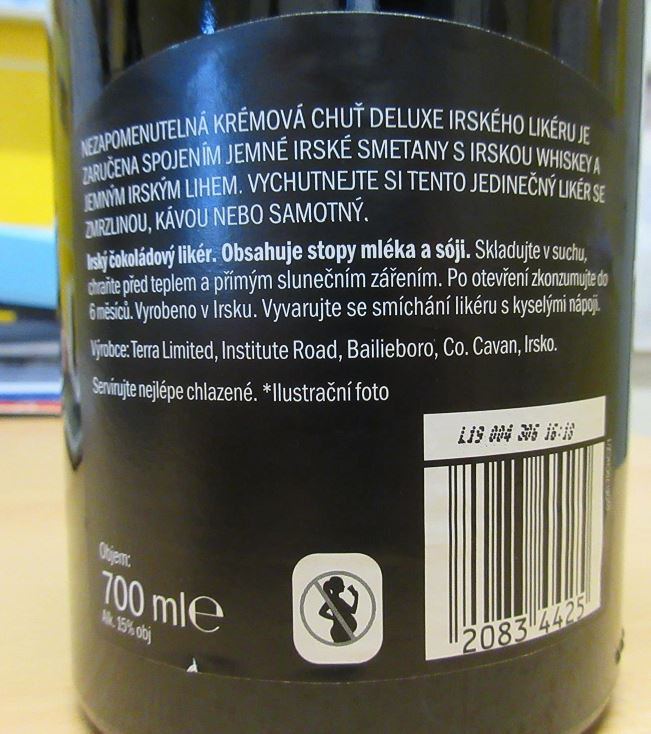 NEZAPOMENUTELNÁ KRÉMOVÁ CHUŤ DELUXE IRSKÉHO LIKÉRU JE
ZARUČENA SPOJENÍM JEMNÉ IRSKÉ SMETANY S IRSKOU WHISKEY A
JEMNÝM IRSKÝM LIHEM. VYCHUTNEJTE SI TENTO JEDINEČNÝ LIKÉR SE
ZMRZLINOU, KÁVOU NEBO SAMOTNÝ.
Irský čokoládový likér. Obsahuje stopy mléka a sóji. Skladujte v suchu,
chraňte před teplem a přímým slunečním zářením. Po otevření zkonzumujte do
6 měsíců. Vyrobeno v Irsku. Vyvarujte se smíchání likéru s kyselými nápoji.
Výrobce: Terra Limited, Institute Road, Bailieboro, Co. Cavan, Irsko.
Servírujte nejlépe chlazené. *Ilustrační foto
L19 004 306 16:18
Objem:
700 ml e
Alk. 15% obj
2083 4425